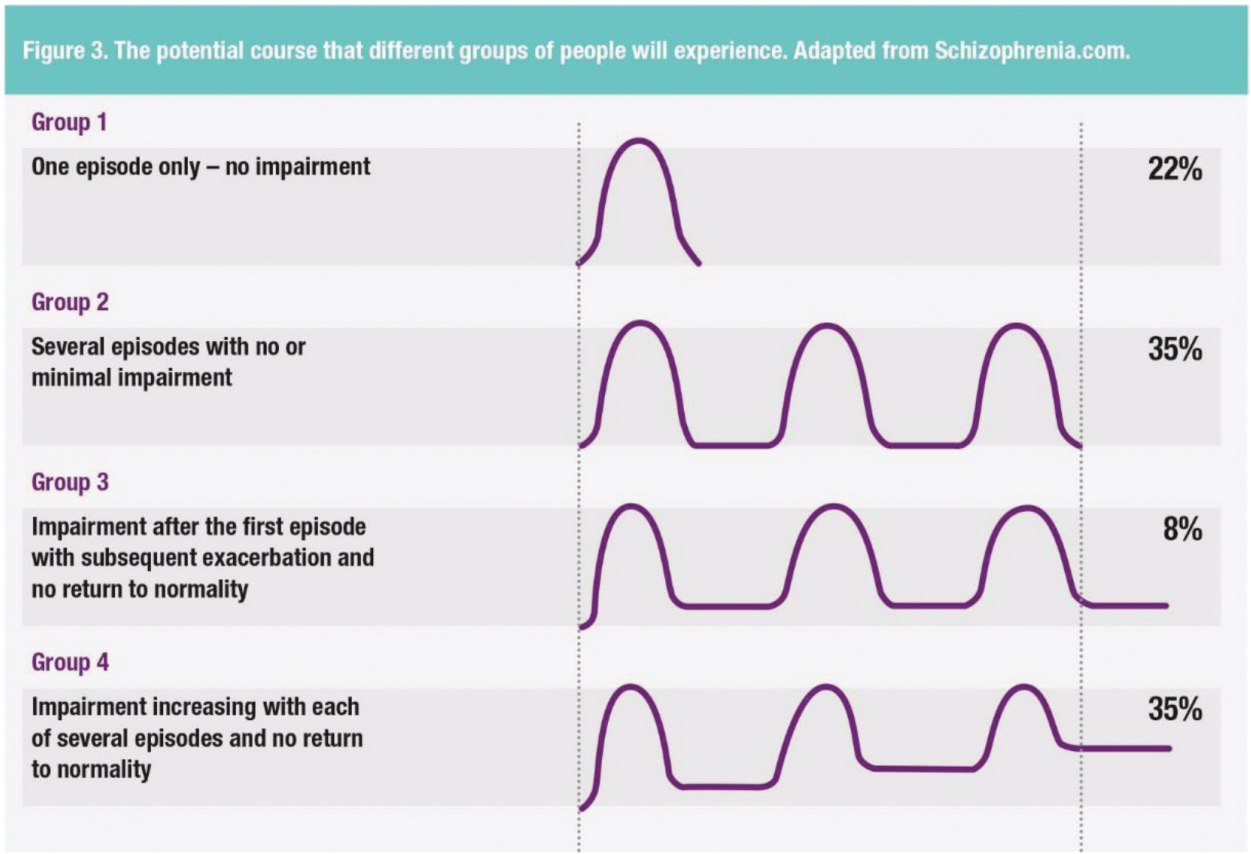 Figure 3. The potential course that different groups of people will experience. Adapted from Schizophrenia.com.
Group 1
One episode only – no impairment
22%
Group 2
Several episodes with no or
minimal impairment
35%
Group 3
Impairment after the first episode
with subsequent exacerbation and
no return to normality
8%
Group 4
Impairment increasing with each
of several episodes and no return
to normality
35%